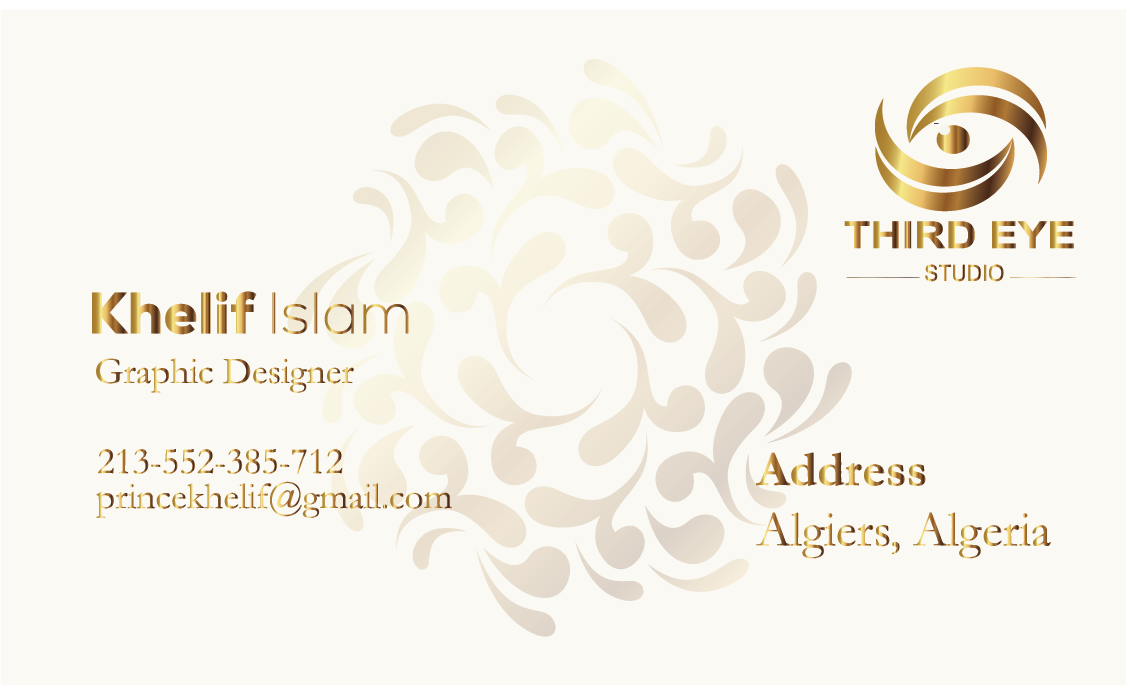 THIRD EYE
STUDIO
Khelif Islam
Graphic Designer
213-552-385-712
princekhelif@gmail.com
Address
Algiers, Algeria